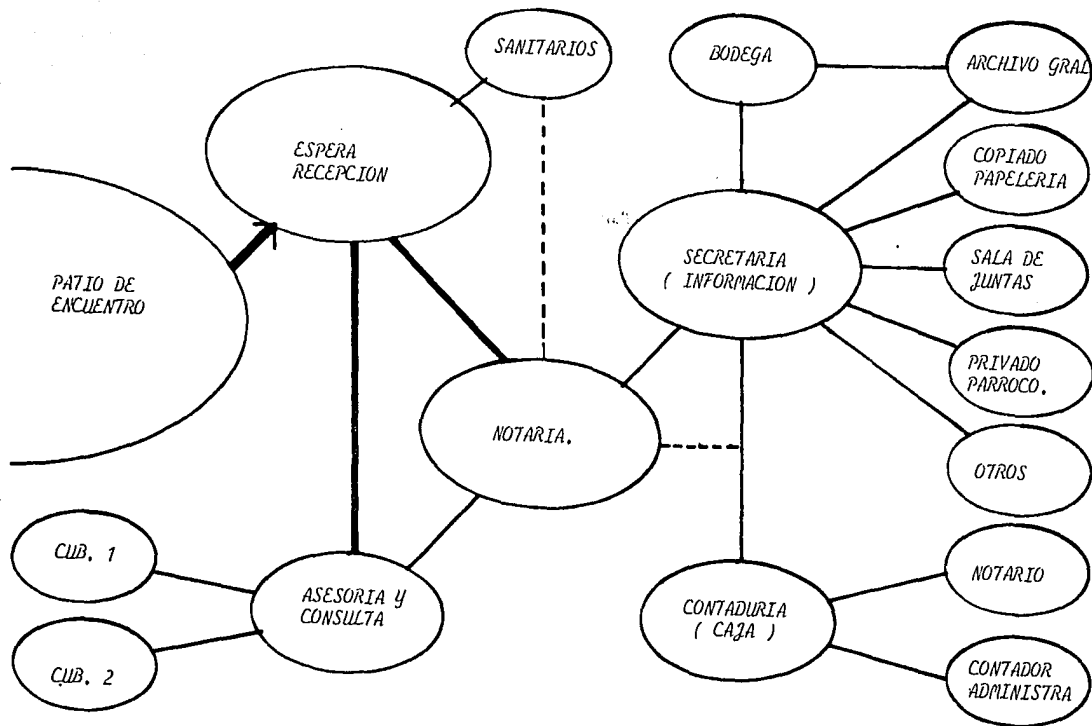 SANITARIOS
BODEGA
ARCHIVO GRAL
ESPERA
RECEPCION
COPIADO
PAPELERIA
PATIO DE
ENCUENTRO
SECRETARIA
( INFORMACION )
SALA DE
JUNTAS
PRIVADO
PARROCO.
NOTARIA.
OTROS
CUB. 1
ASESORIA Y
CONSULTA
CONTADURIA
( CAJA )
NOTARIO
CUB. 2
CONTADOR
ADMINISTRA